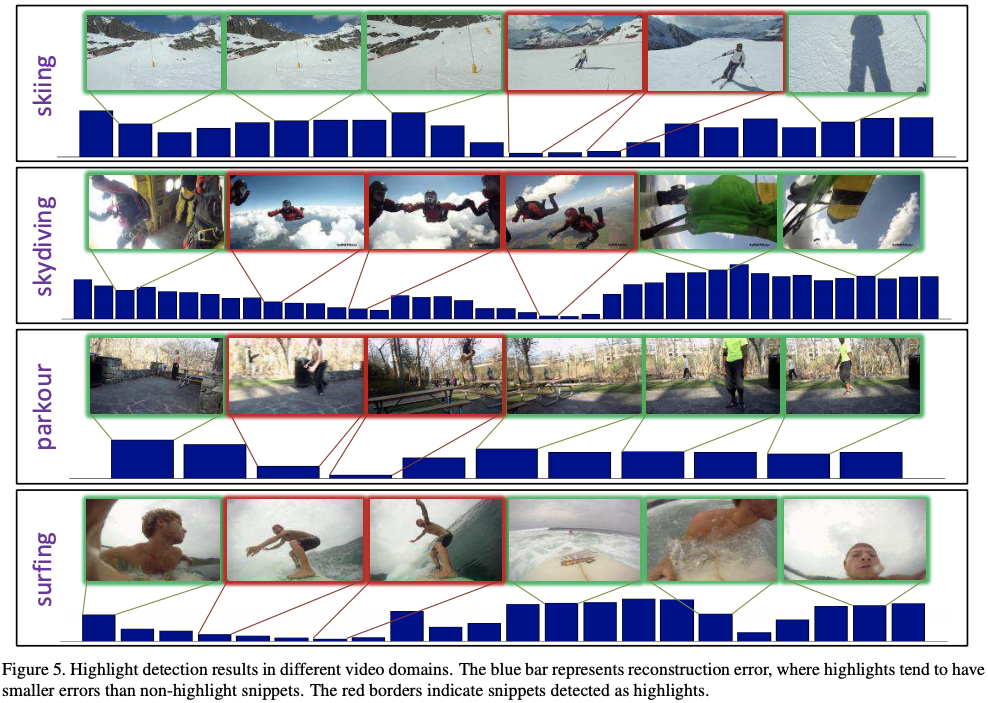 skiing
skydiving
parkour
surfing
Figure 5. Highlight detection results in different video domains. The blue bar represents reconstruction error, where highlights tend to have
smaller errors than non-highlight snippets. The red borders indicate snippets detected as highlights.